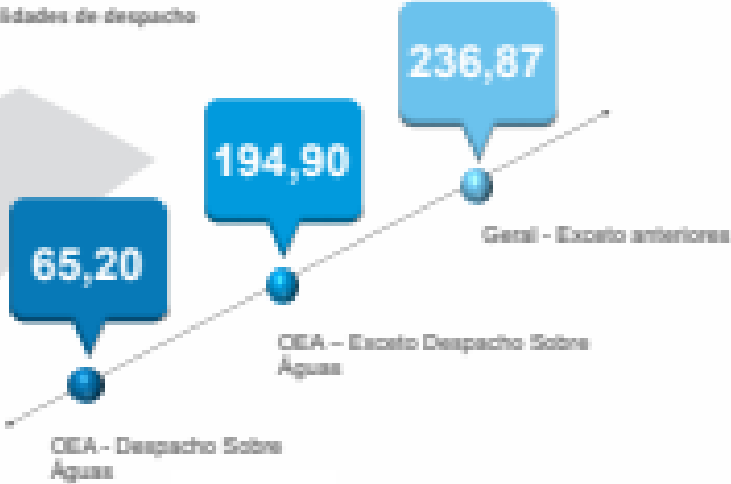 lidades de despacho
236,87
194,90
65,20
Geral - Exceto anteriores
OEA – Exceto Despacho Sobre
Águas
OEA - Despacho Sobre
Águas